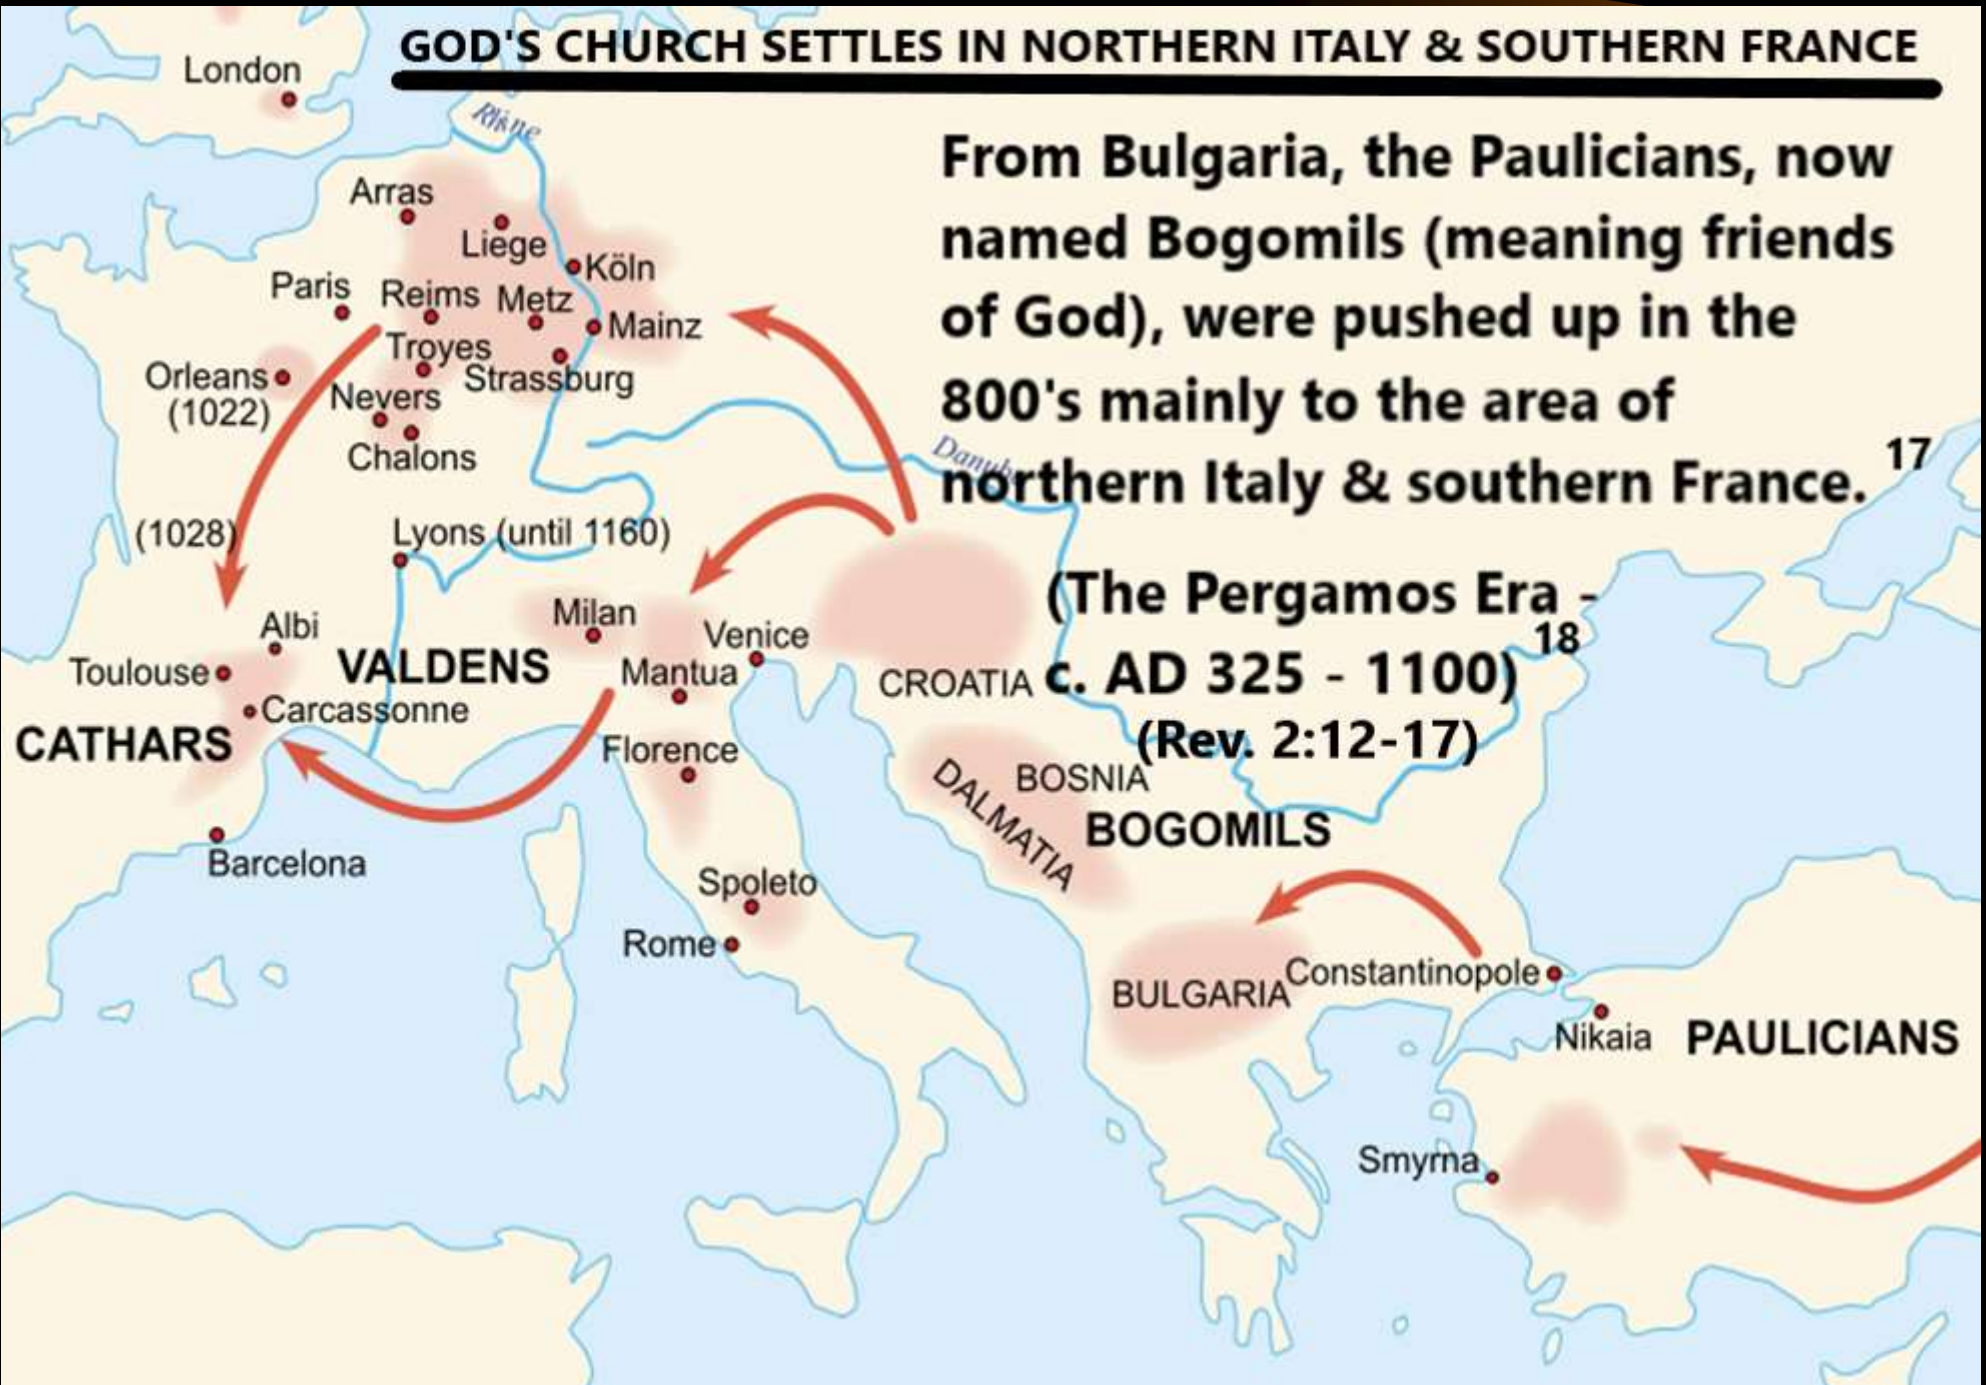 GOD'S CHURCH SETTLES IN NORTHERN ITALY & SOUTHERN FRANCE
From Bulgaria, the Paulicians, now
named Bogomils (meaning friends
of God), were pushed up in the
800's mainly to the area of
northern Italy & southern France. 17
(The Pergamos Era -
c. AD 325 - 1100) 18
(Rev. 2:12-17)
London
Arras
Liege
Köln
Paris
Reims
Metz
Mainz
Troyes
Strassburg
Orleans
(1022)
Nevers
Chalons
Danube
(1028)
Lyons (until 1160)
Albi
Milan
Venice
Toulouse
VALDENS
Mantua
CROATIA
Carcassonne
CATHARS
Florence
BOSNIA
DALMATIA
BOGOMILS
Barcelona
Spoleto
Rome
BULGARIA
Constantinopole
Nikaia
PAULICIANS
Smyrna